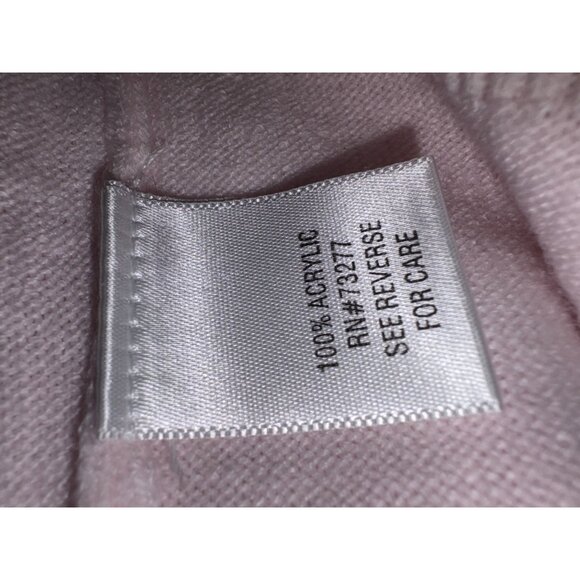 100% ACRYLIC
RN#73277
SEE REVERSE
FOR CARE